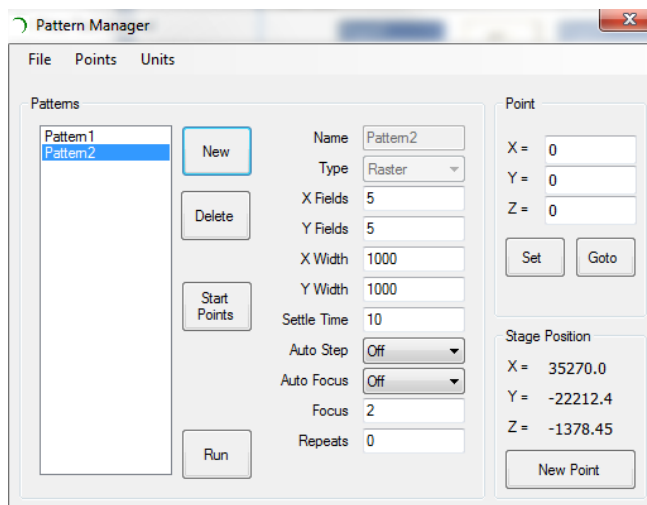 Pattern Manager
File Points Units
Patterns
Pattern1
Pattern2
New
Delete
Start
Points
Run
Name Pattern2
Type Raster
X Fields 5
Y Fields 5
X Width 1000
Y Width 1000
Settle Time 10
Auto Step Off
Auto Focus Off
Focus 2
Repeats 0
Point
X = 0
Y = 0
Z = 0
Set Goto
Stage Position
X = 35270.0
Y = -22212.4
Z = -1378.45
New Point